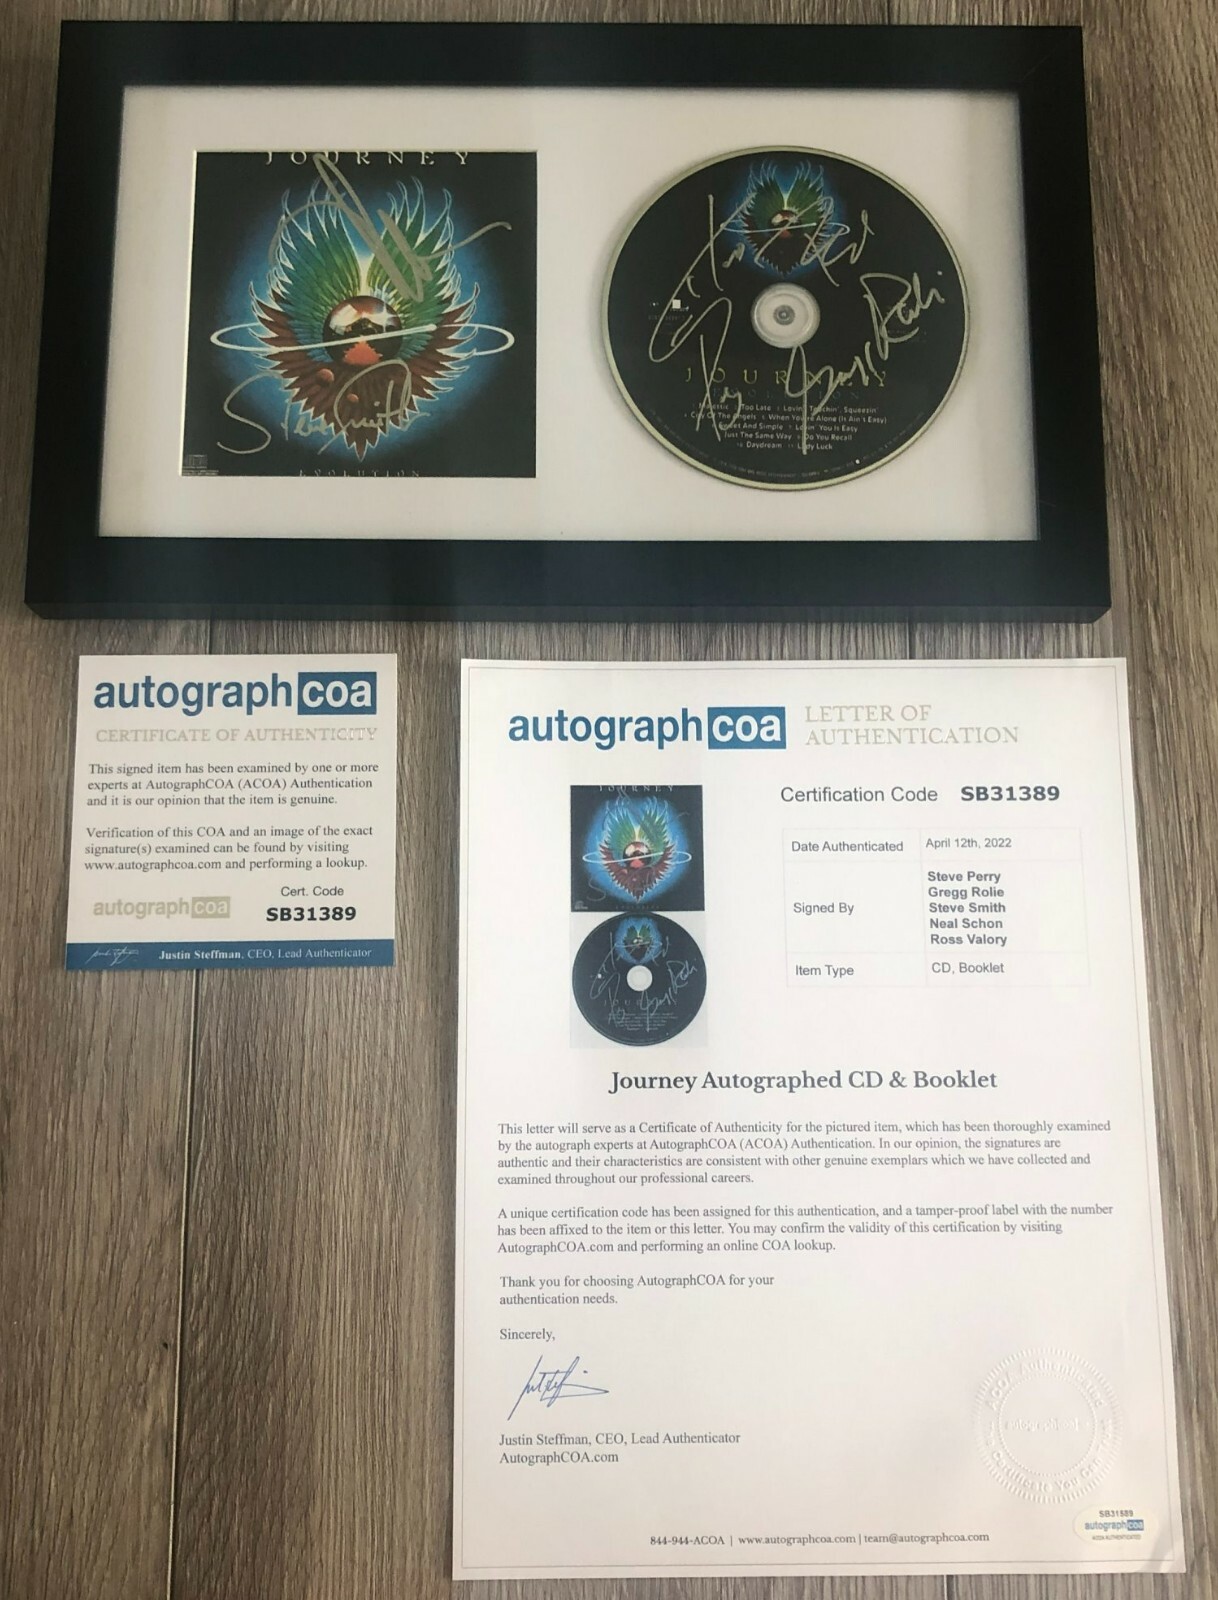 JOURNEY
Steve Smith
EVOLUTION
JOURNEY
Gregg Rolie
Majestic Too Late Lovin' Touchin', Squeezin'
City Of The Angels When You're Alone (It Ain't Easy)
Sweet And Simple Lovin' You Is Easy
Just The Same Way Do You Recall
Daydream Lady Luck
autographcoa
CERTIFICATE OF AUTHENTICITY
This signed item has been examined by one or more
experts at AutographCOA (ACOA) Authentication
and it is our opinion that the item is genuine.
Verification of this COA and an image of the exact
signature(s) examined can be found by visiting
www.autographcoa.com and performing a lookup.
Cert. Code
autographcoa SB31389
Justin Steffman, CEO, Lead Authenticator
autographcoa LETTER OF
AUTHENTICATION
JOURNEY
Certification Code SB31389
Date Authenticated April 12th, 2022
Signed By
Steve Perry
Gregg Rolie
Steve Smith
Neal Schon
Ross Valory
Item Type CD, Booklet
Journey Autographed CD & Booklet
This letter will serve as a Certificate of Authenticity for the pictured item, which has been thoroughly examined
by the autograph experts at AutographCOA (ACOA) Authentication. In our opinion, the signatures are
authentic and their characteristics are consistent with other genuine exemplars which we have collected and
examined throughout our professional careers.
A unique certification code has been assigned for this authentication, and a tamper-proof label with the number
has been affixed to the item or this letter. You may confirm the validity of this certification by visiting
AutographCOA.com and performing an online COA lookup.
Thank you for choosing AutographCOA for your
authentication needs.
Sincerely,
Justin Steffman, CEO, Lead Authenticator
AutographCOA.com
SB31389
autographcoa
ACOA AUTHENTICATED
844-944-ACOA | www.autographcoa.com | team@autographcoa.com